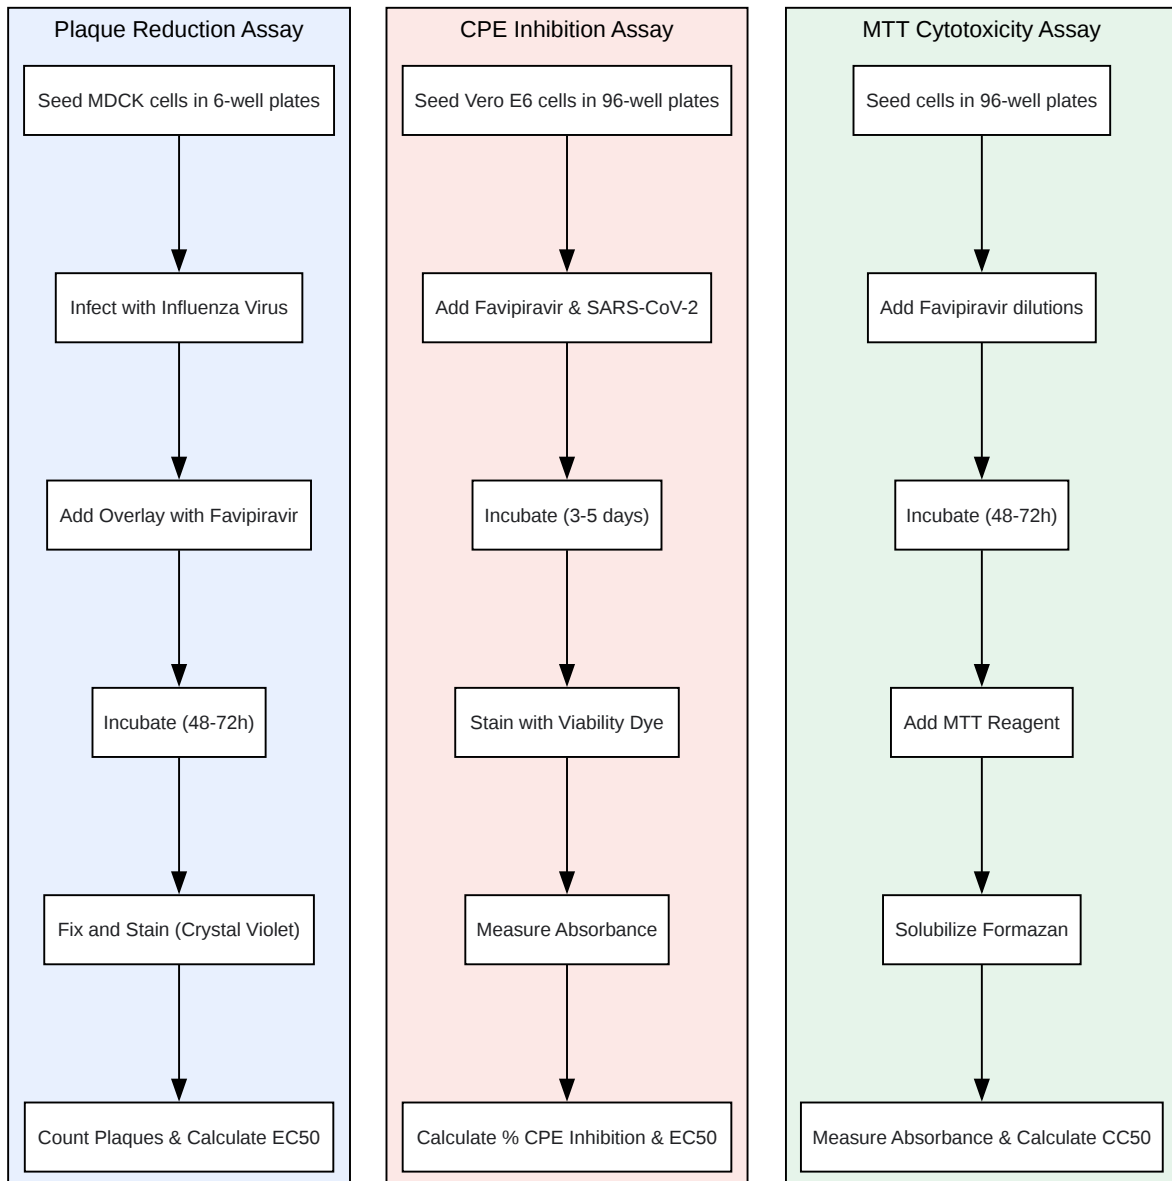 Plaque Reduction Assay
Seed MDCK cells in 6-well plates
Infect with Influenza Virus
Add Overlay with Favipiravir
Incubate (48-72h)
Fix and Stain (Crystal Violet)
Count Plaques & Calculate EC50
CPE Inhibition Assay
Seed Vero E6 cells in 96-well plates
Add Favipiravir & SARS-CoV-2
Incubate (3-5 days)
Stain with Viability Dye
Measure Absorbance
Calculate % CPE Inhibition & EC50
MTT Cytotoxicity Assay
Seed cells in 96-well plates
Add Favipiravir dilutions
Incubate (48-72h)
Add MTT Reagent
Solubilize Formazan
Measure Absorbance & Calculate CC50